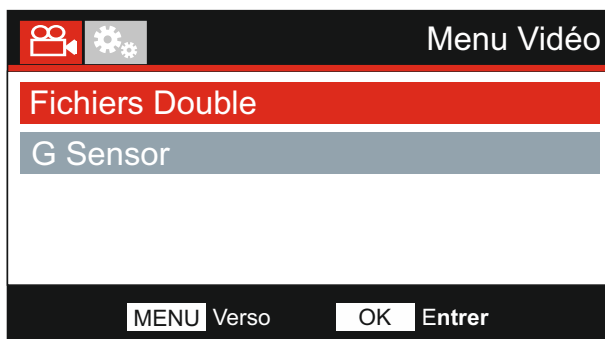 Menu Vidéo
Fichiers Double
G Sensor
MENU Verso OK Entrer